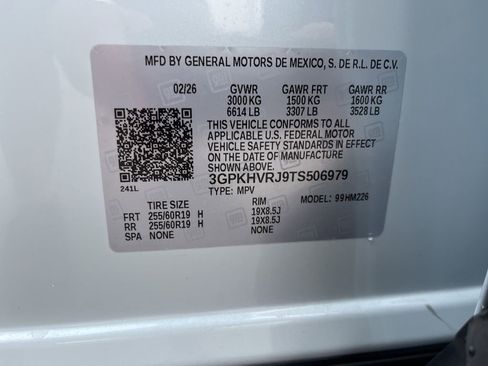 MFD BY GENERAL MOTORS DE MEXICO, S. DE R.L. DE C.V.
02/26 GVWR GAWR FRT GAWR RR
3000 KG 1500 KG 1600 KG
6614 LB 3307 LB 3528 LB
THIS VEHICLE CONFORMS TO ALL
APPLICABLE U.S. FEDERAL MOTOR
VEHICLE SAFETY STANDARDS IN EFFECT
ON THE DATE OF MANUFACTURE SHOWN ABOVE.
3GPKHVRJ9TS506979
241L TYPE: MPV
TIRE SIZE RIM 99HM226
FRT 255/60R19 H 19X8.5J
RR 255/60R19 H 19X8.5J
SPA NONE NONE